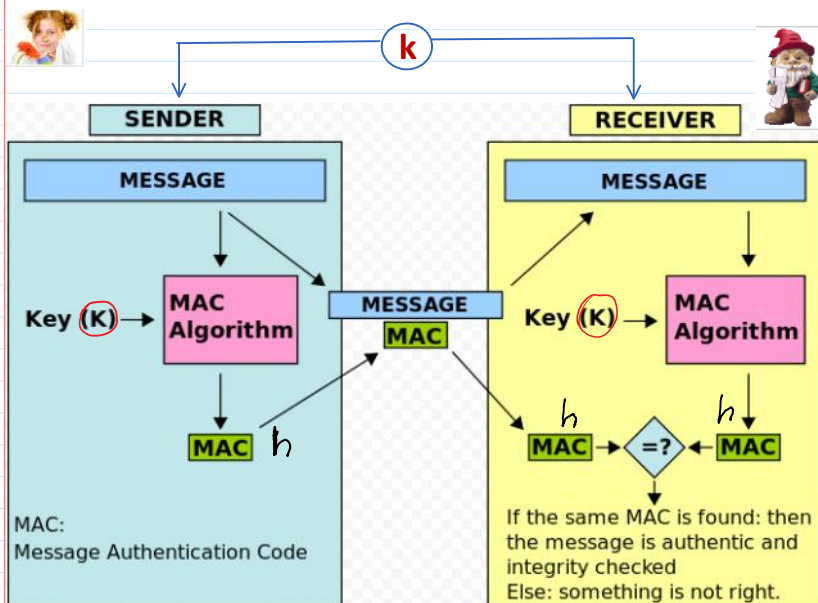 k
SENDER
RECEIVER
MESSAGE
MESSAGE
Key (K)
MAC
Algorithm
MESSAGE
MAC
Key (K)
MAC
Algorithm
MAC
h
h
h
MAC
=?
MAC
MAC:
Message Authentication Code
If the same MAC is found: then
the message is authentic and
integrity checked
Else: something is not right.